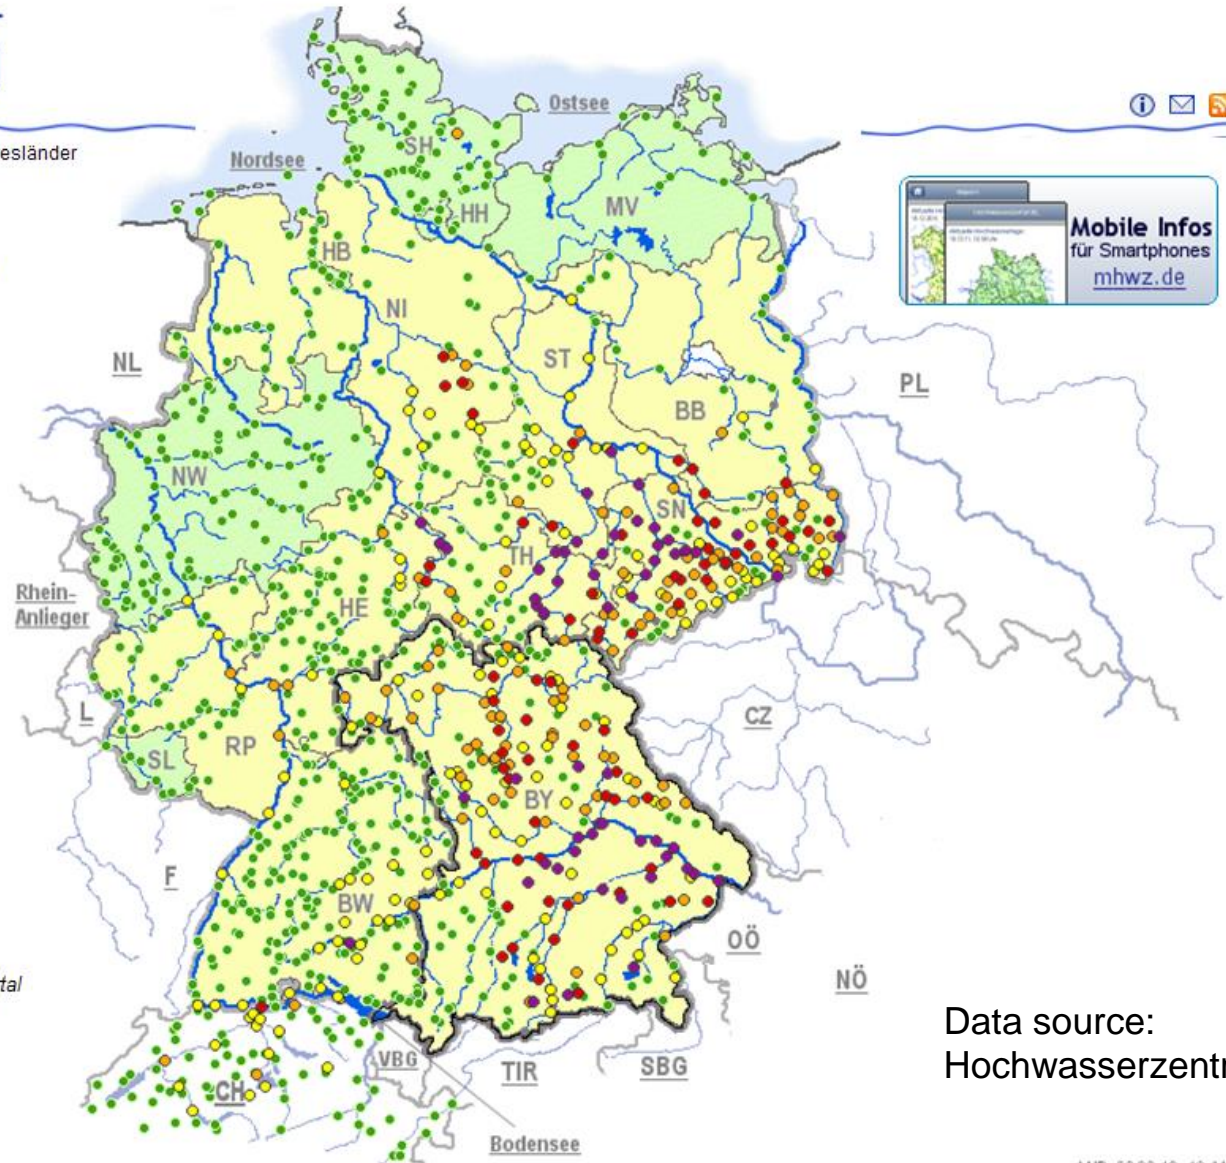 esländer
Nordsee
Ostsee
SH
HH
MV
HB
NI
Mobile Infos
für Smartphones
mhwz.de
NL
ST
BB
PL
NW
SN
TH
Rhein-
Anlieger
HE
L
SL
RP
CZ
BY
F
BW
OÖ
NÖ
tal
Data source:
Hochwasserzentr
VBG
TIR
SBG
CH
Bodensee